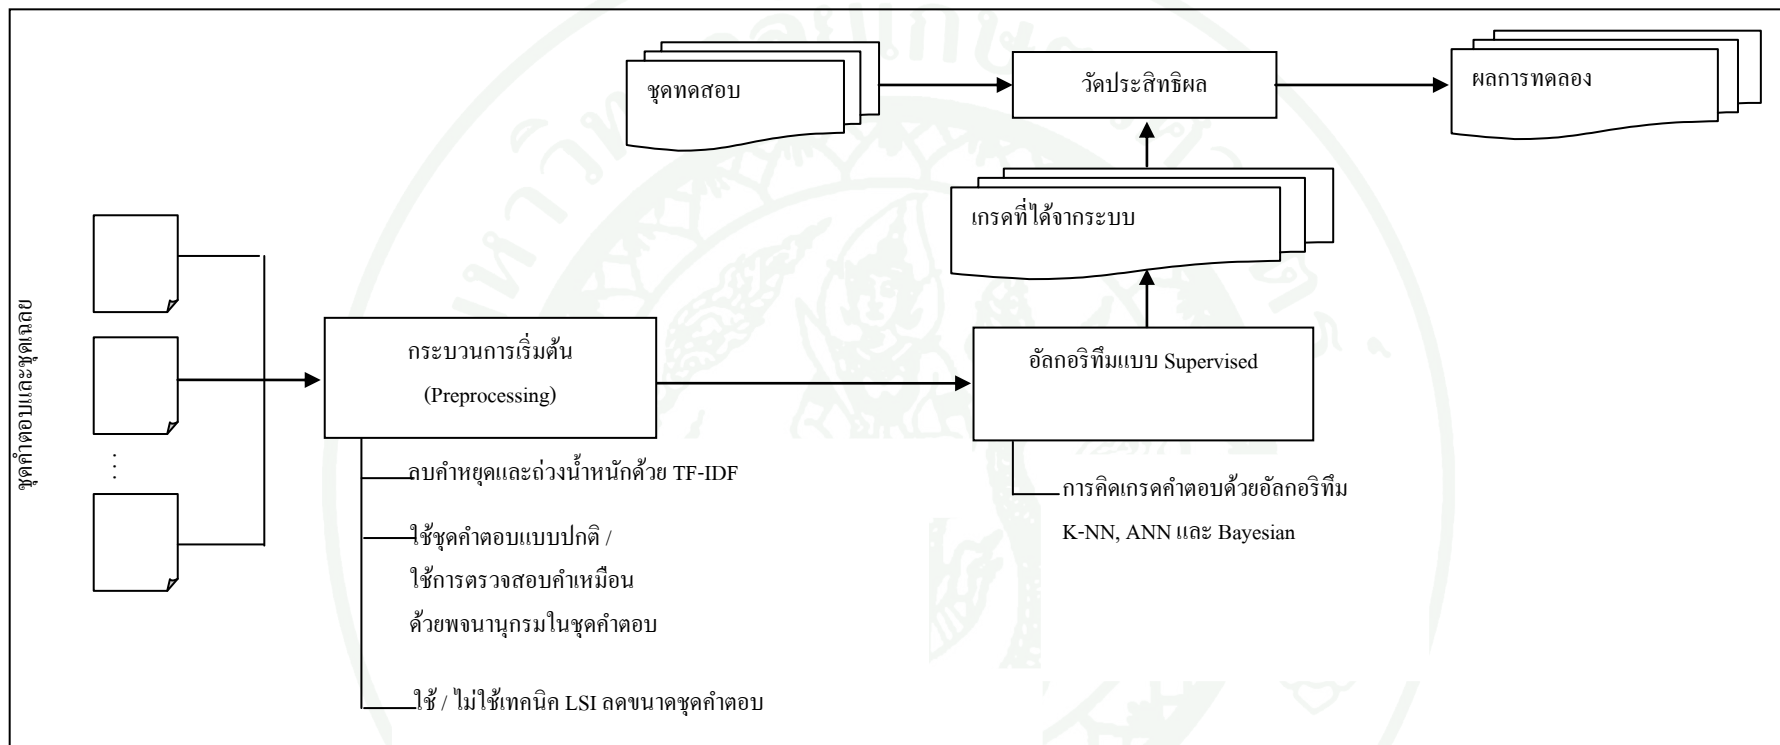 ชุดทดสอบ
วัดประสิทธิผล
ผลการทดลอง
เกรดที่ได้จากระบบ
ชุดคำตอบและชุดเฉลย
กระบวนการเริ่มต้น
(Preprocessing)
อัลกอริทึมแบบ Supervised
ลบคำหยุดและถ่วงน้ำหนักด้วย TF-IDF
ใช้ชุดคำตอบแบบปกติ /
ใช้การตรวจสอบคำเหมือน
ด้วยพจนานุกรมในชุดคำตอบ
ใช้ / ไม่ใช้เทคนิค LSI ลดขนาดชุดคำตอบ
การคิดเกรดคำตอบด้วยอัลกอริทึม
K-NN, ANN และ Bayesian